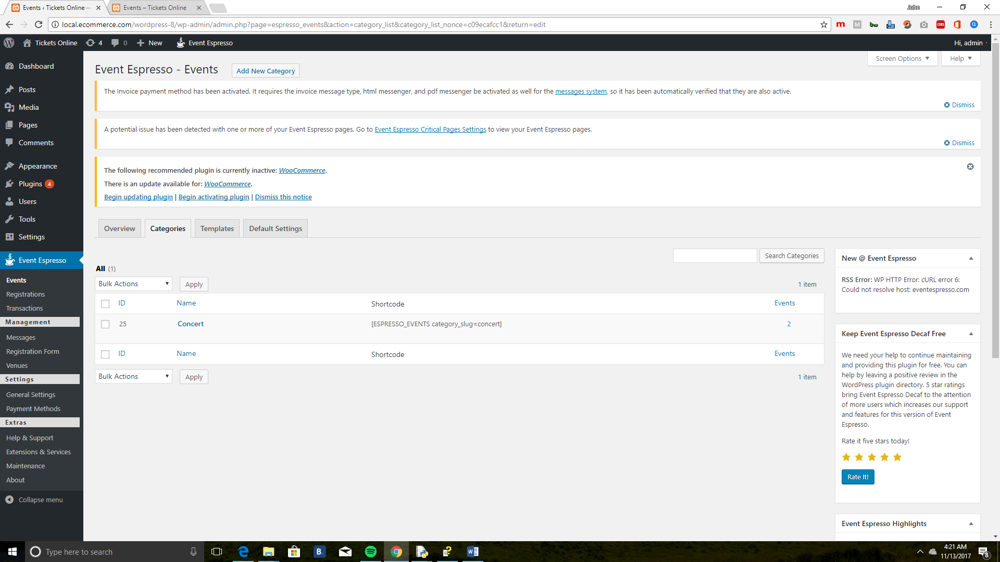 Events ‹ Tickets Online —
Events – Tickets Online
John
local.ecommerce.com/wordpress-8/wp-admin/admin.php?page=espresso_events&action=category_list&category_list_nonce=c09ecafcc1&return=edit
Tickets Online
4
0
New
Event Espresso
Hi, admin
Dashboard
Posts
Media
Pages
Comments
Appearance
Plugins 4
Users
Tools
Settings
Event Espresso
Events
Registrations
Transactions
Management
Messages
Registration Form
Venues
Settings
General Settings
Payment Methods
Extras
Help & Support
Extensions & Services
Maintenance
About
Collapse menu
Screen Options
Help
Event Espresso - Events
Add New Category
The Invoice payment method has been activated. It requires the invoice message type, html messenger, and pdf messenger be activated as well for the messages system, so it has been automatically verified that they are also active.
Dismiss
A potential issue has been detected with one or more of your Event Espresso pages. Go to Event Espresso Critical Pages Settings to view your Event Espresso pages.
Dismiss
The following recommended plugin is currently inactive: WooCommerce.
There is an update available for: WooCommerce.
Begin updating plugin | Begin activating plugin | Dismiss this notice
Overview
Categories
Templates
Default Settings
Search Categories
All (1)
Bulk Actions
Apply
1 item
ID Name Shortcode Events
25 Concert [ESPRESSO_EVENTS category_slug=concert] 2
ID Name Shortcode Events
Bulk Actions
Apply
1 item
New @ Event Espresso
RSS Error: WP HTTP Error: cURL error 6:
Could not resolve host: eventespresso.com
Keep Event Espresso Decaf Free
We need your help to continue maintaining
and providing this plugin for free. You can
help by leaving a positive review in the
WordPress plugin directory. 5 star ratings
bring Event Espresso Decaf to the attention
of more users which increases our support
and features for this version of Event
Espresso.
Rate it five stars today!
Rate It!
Event Espresso Highlights
Type here to search
4:21 AM
11/13/2017
8